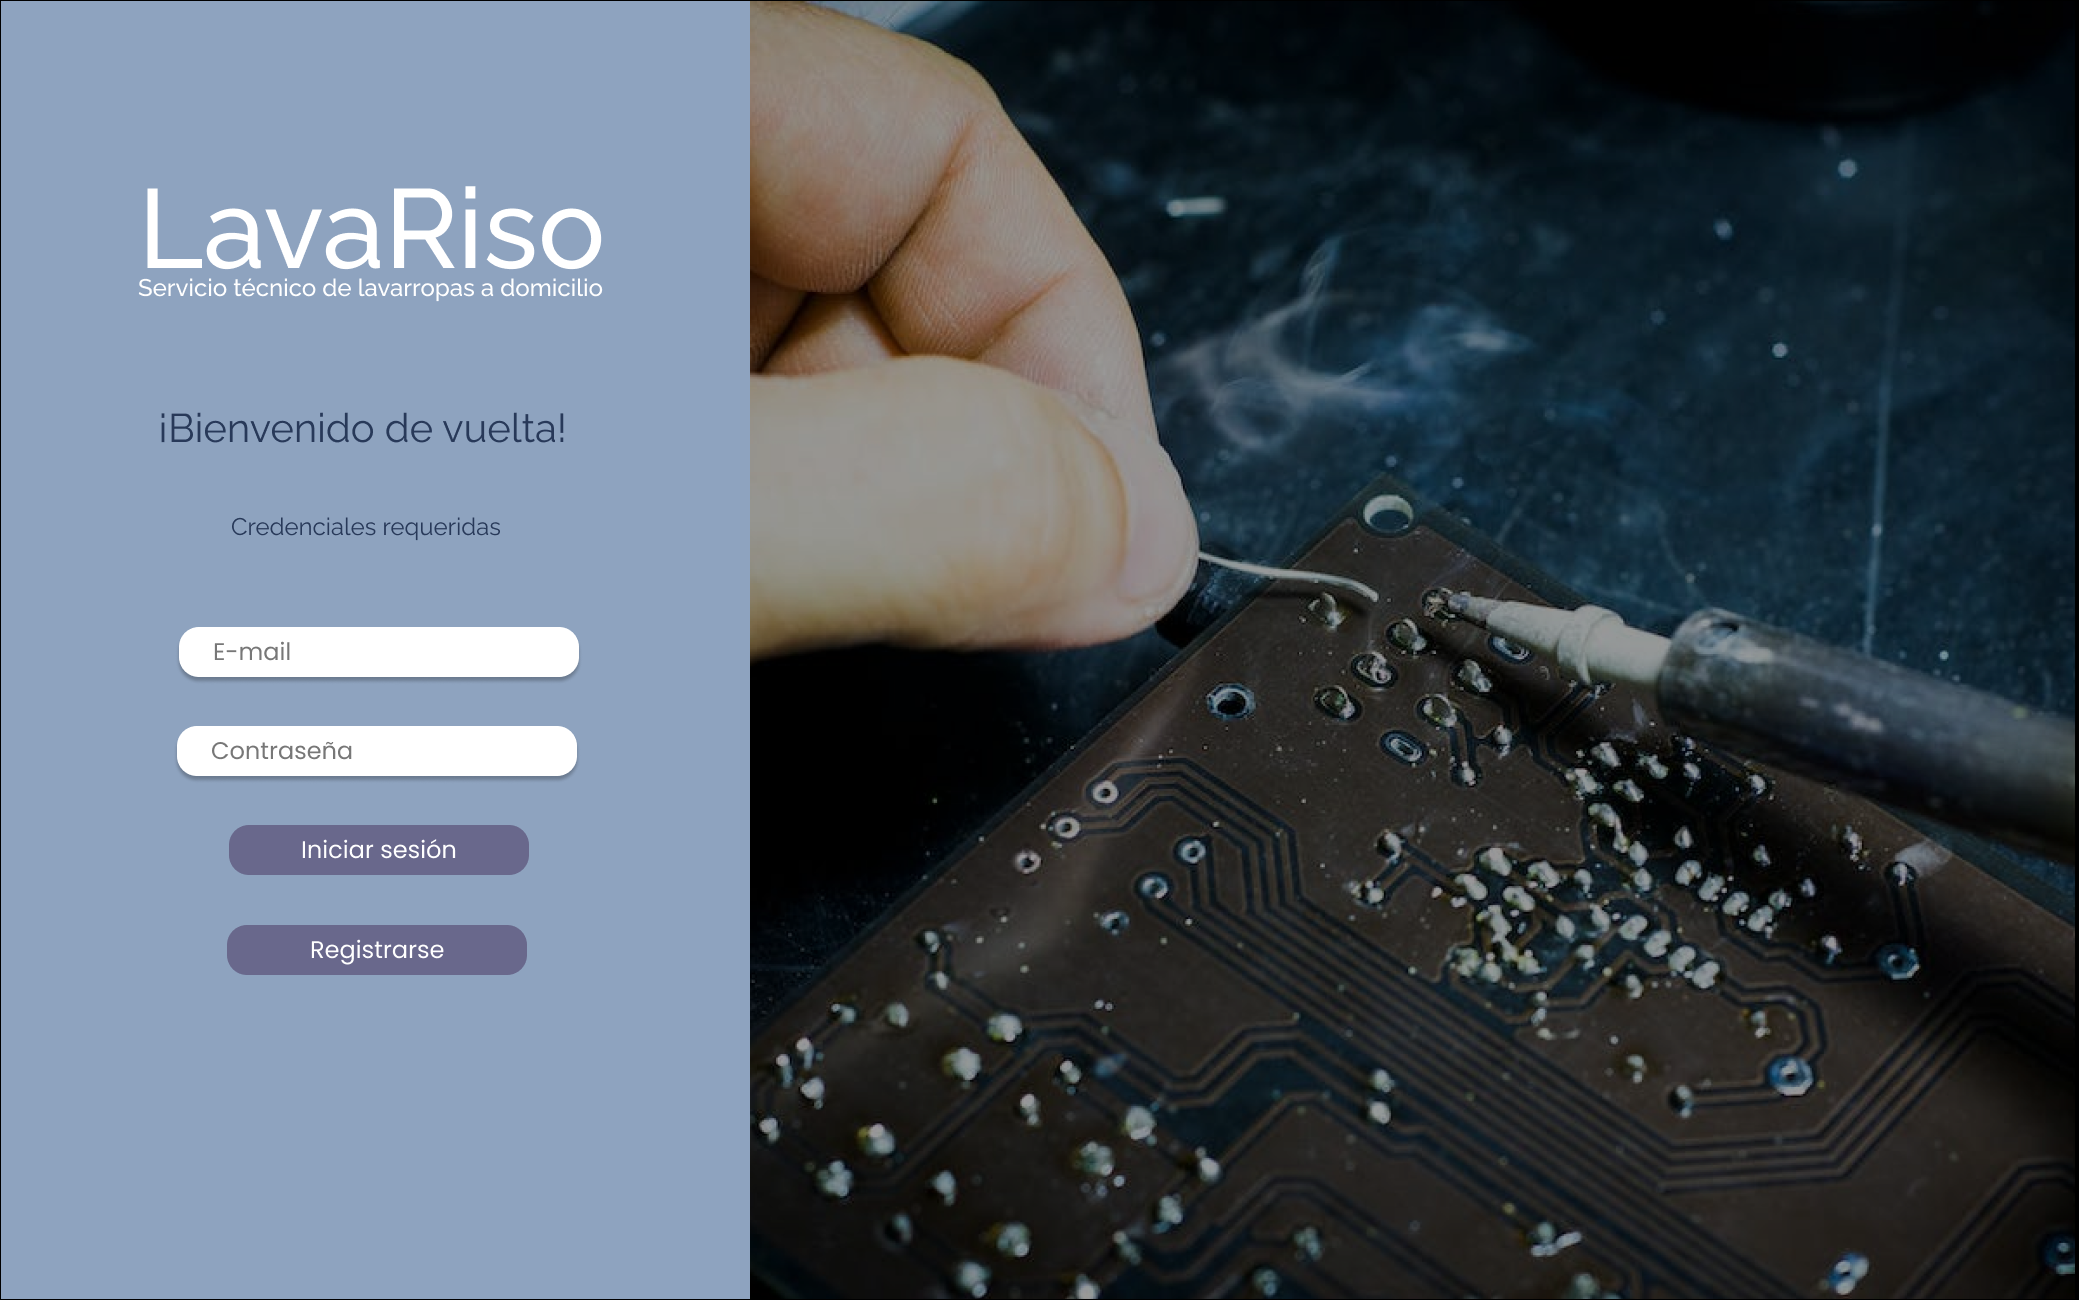 LavaRiso
Servicio técnico de lavarropas a domicilio
¡Bienvenido de vuelta!
Credenciales requeridas
E-mail
Contraseña
Iniciar sesión
Registrarse